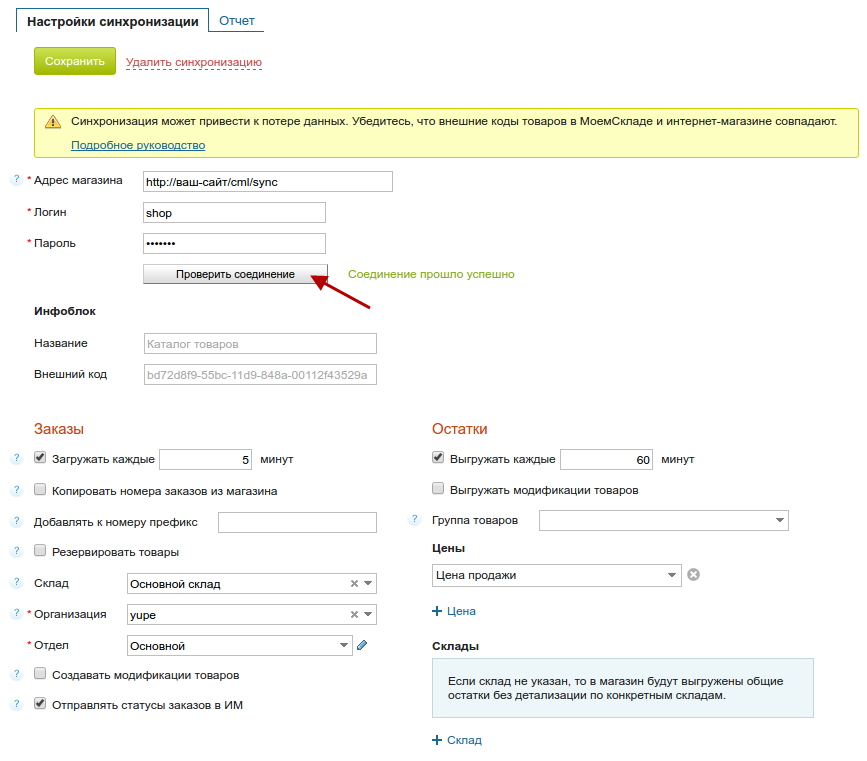 Настройки синхронизации
Отчет
Сохранить
Удалить синхронизацию
Синхронизация может привести к потере данных. Убедитесь, что внешние коды товаров в МоемСкладе и интернет-магазине совпадают.
Подробное руководство
? * Адрес магазина http://ваш-сайт/cml/sync
* Логин shop
* Пароль •••••••
Проверить соединение
Соединение прошло успешно
Инфоблок
Название Каталог товаров
Внешний код bd72d8f9-55bc-11d9-848a-00112f43529a
Заказы
? Загружать каждые 5 минут
? Копировать номера заказов из магазина
? Добавлять к номеру префикс
? Резервировать товары
? Склад Основной склад
? * Организация yupe
* Отдел Основной
? Создавать модификации товаров
? Отправлять статусы заказов в ИМ
Остатки
Выгружать каждые 60 минут
Выгружать модификации товаров
? Группа товаров
Цены
Цена продажи
+ Цена
Склады
Если склад не указан, то в магазин будут выгружены общие
остатки без детализации по конкретным складам.
+ Склад